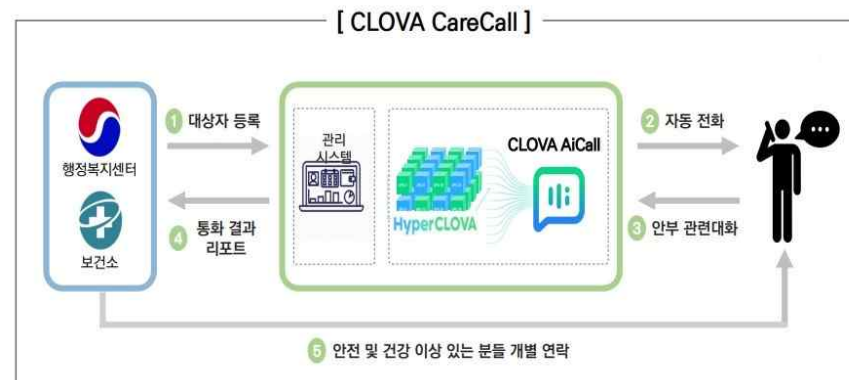 [ CLOVA CareCall ]
행정복지센터
보건소
1 대상자 등록
4 통화 결과
리포트
관리
시스템
HyperCLOVA
CLOVA AiCall
2 자동 전화
3 안부 관련대화
5 안전 및 건강 이상 있는 분들 개별 연락